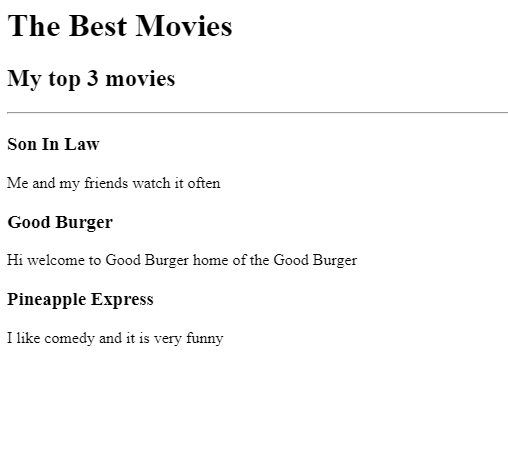 The Best Movies
My top 3 movies
Son In Law
Me and my friends watch it often
Good Burger
Hi welcome to Good Burger home of the Good Burger
Pineapple Express
I like comedy and it is very funny